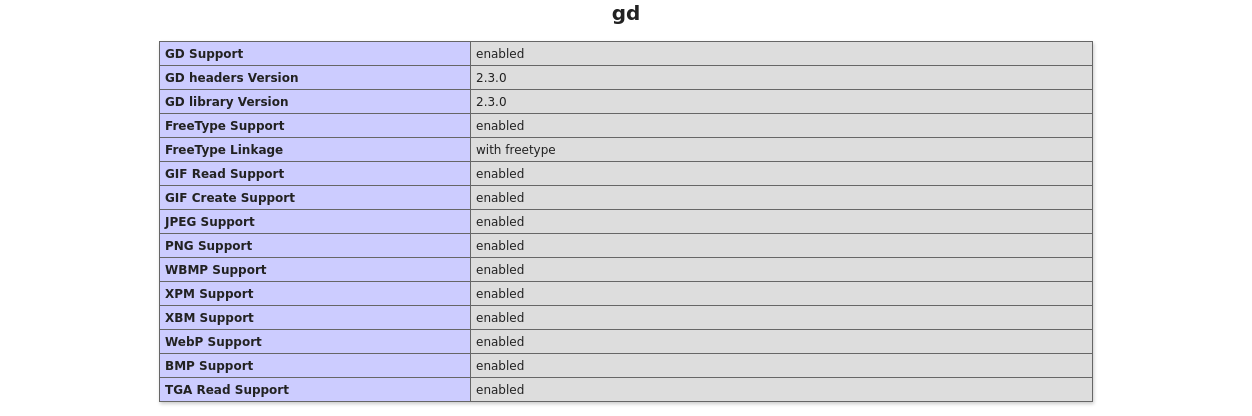 gd
GD Support enabled
GD headers Version 2.3.0
GD library Version 2.3.0
FreeType Support enabled
FreeType Linkage with freetype
GIF Read Support enabled
GIF Create Support enabled
JPEG Support enabled
PNG Support enabled
WBMP Support enabled
XPM Support enabled
XBM Support enabled
WebP Support enabled
BMP Support enabled
TGA Read Support enabled